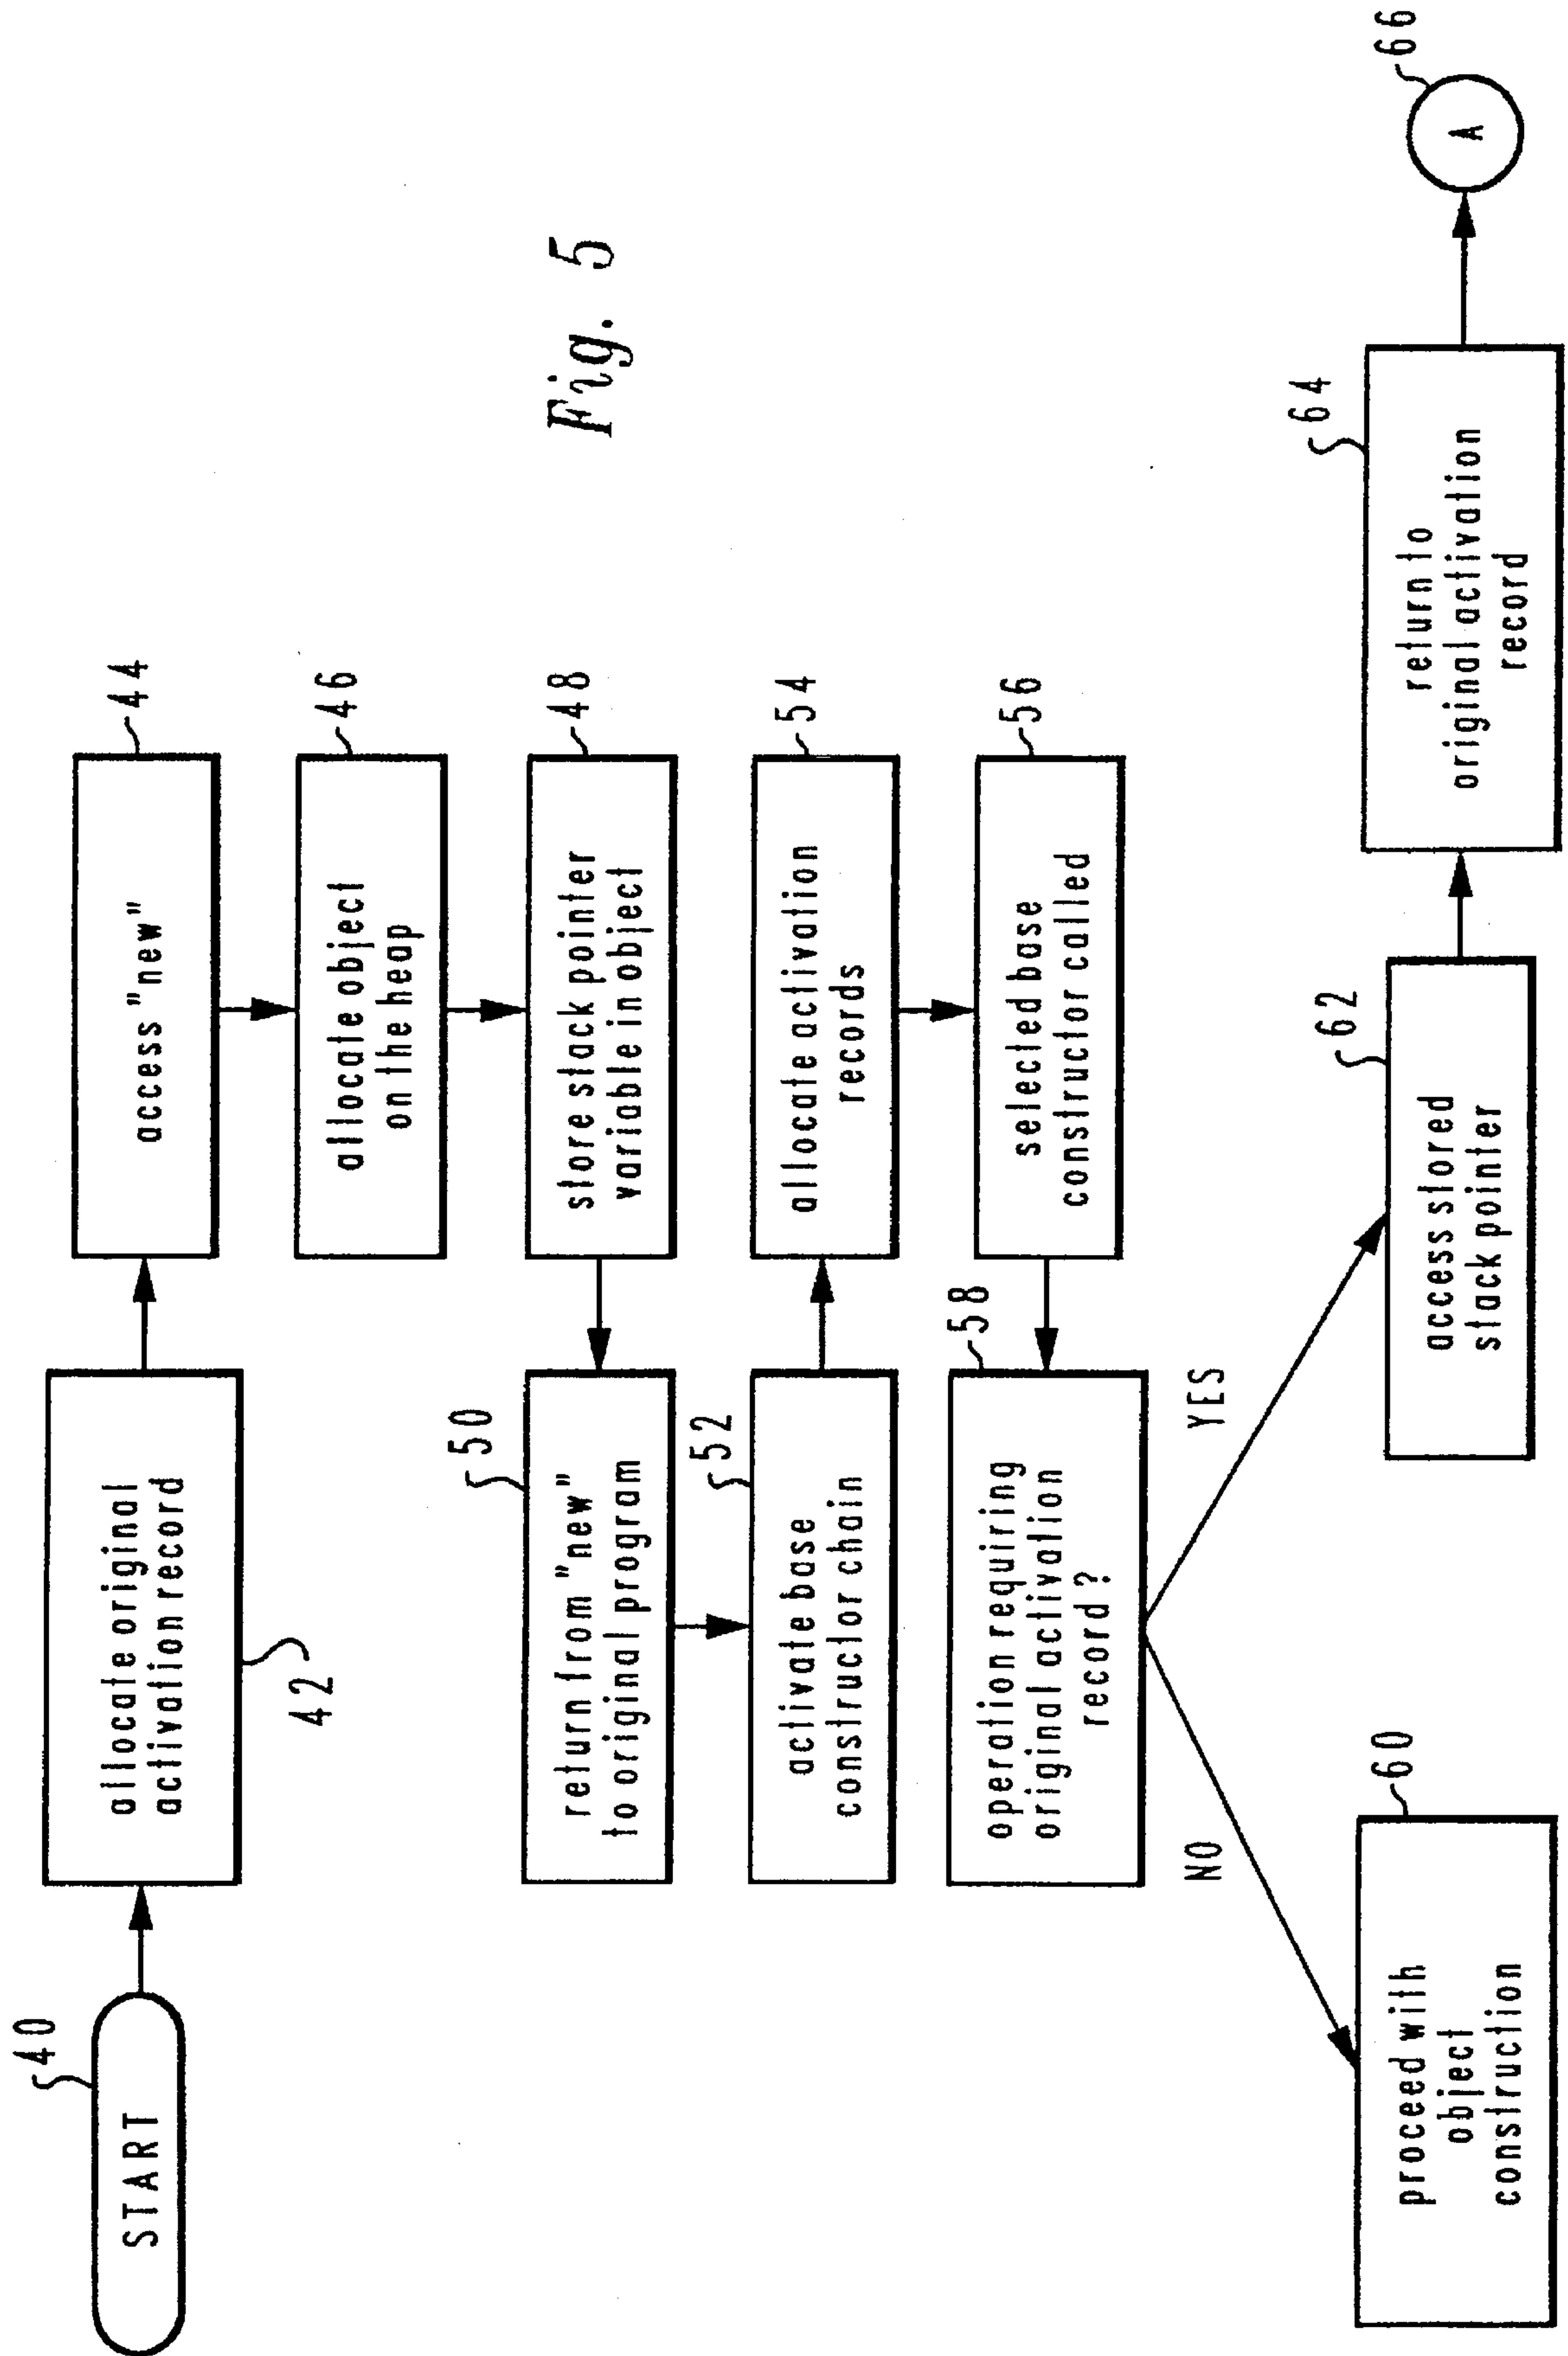 40
START
allocate original
activation record
42
access "new"
44
allocate object
on the heap
46
store stack pointer
variable in object
48
return from "new"
to original program
50
activate base
constructor chain
52
allocate activation
records
54
selected base
constructor called
56
operation requiring
original activation
record ?
58
NO
YES
proceed with
object
construction
60
access stored
stack pointer
62
return to
original activation
record
64
A
66
Fig. 5